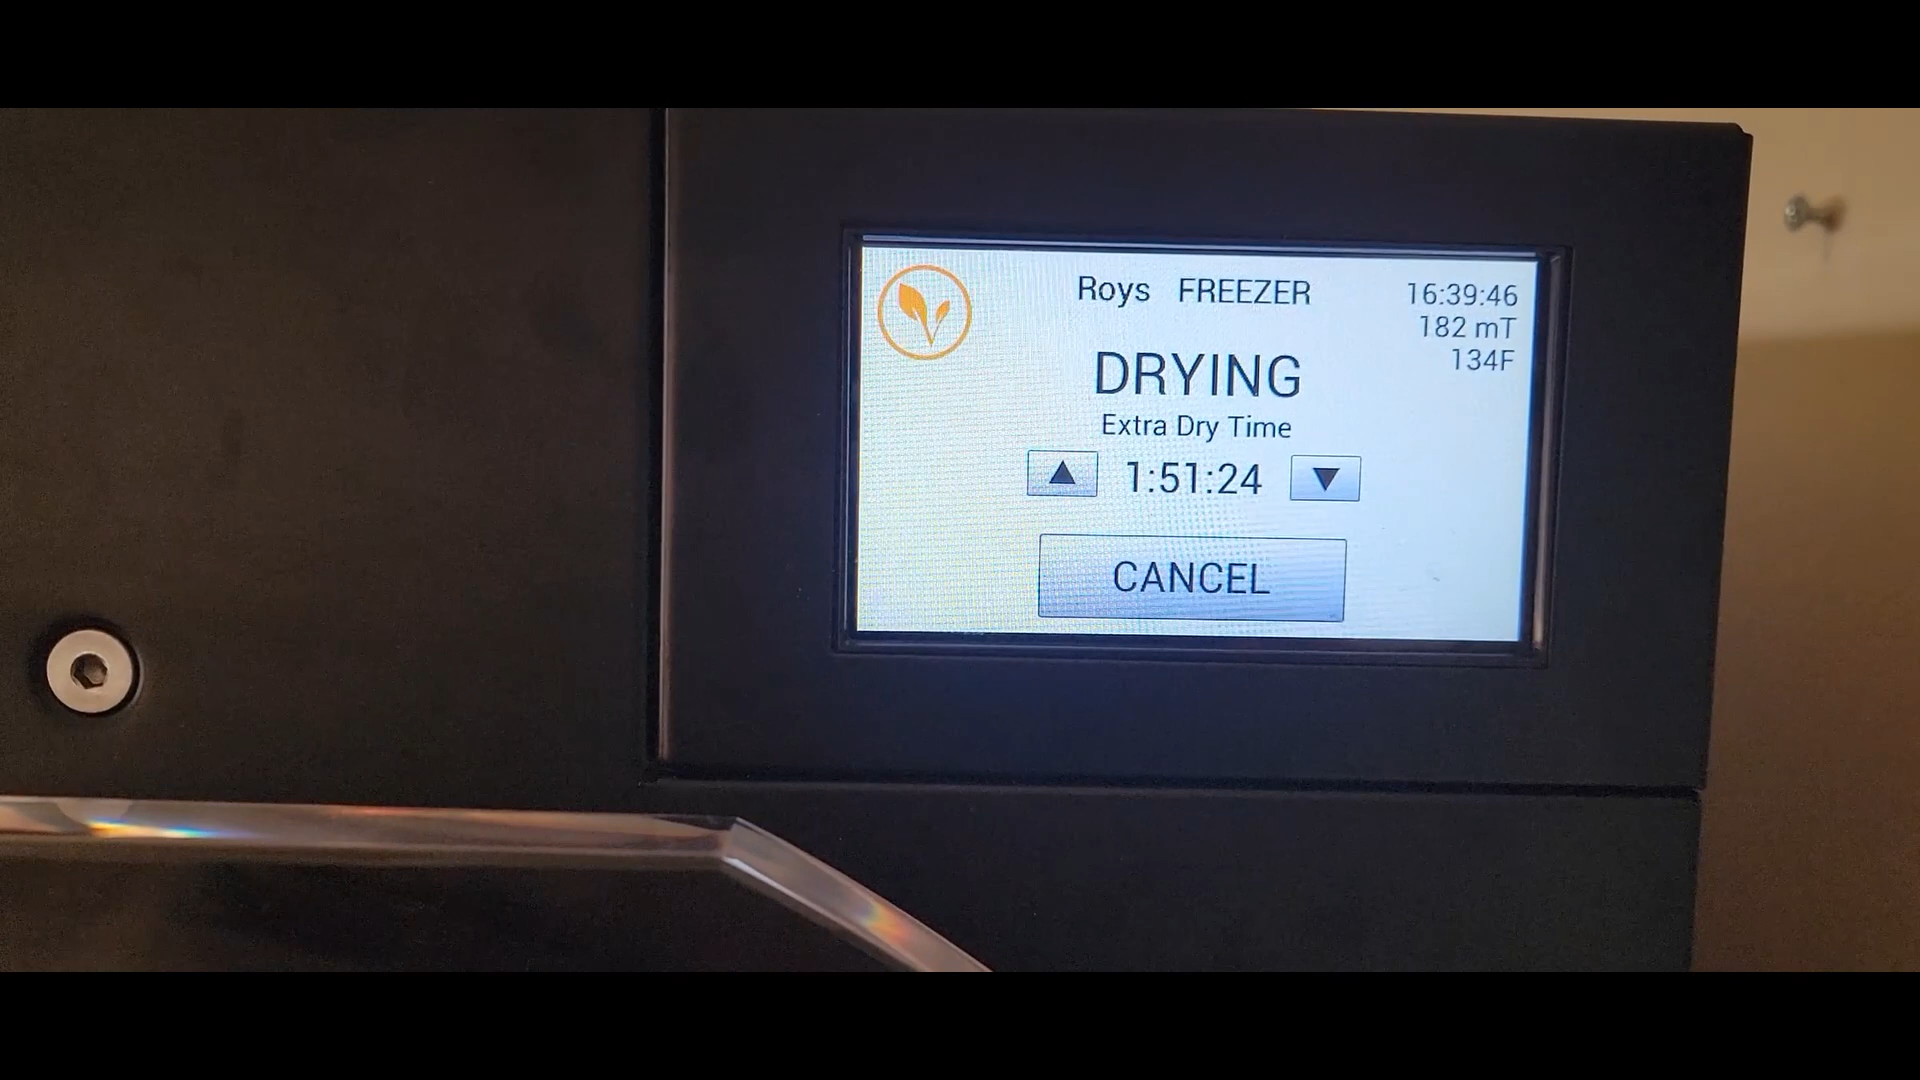 Roys FREEZER
16:39:46
182 mT
134F
DRYING
Extra Dry Time
1:51:24
CANCEL